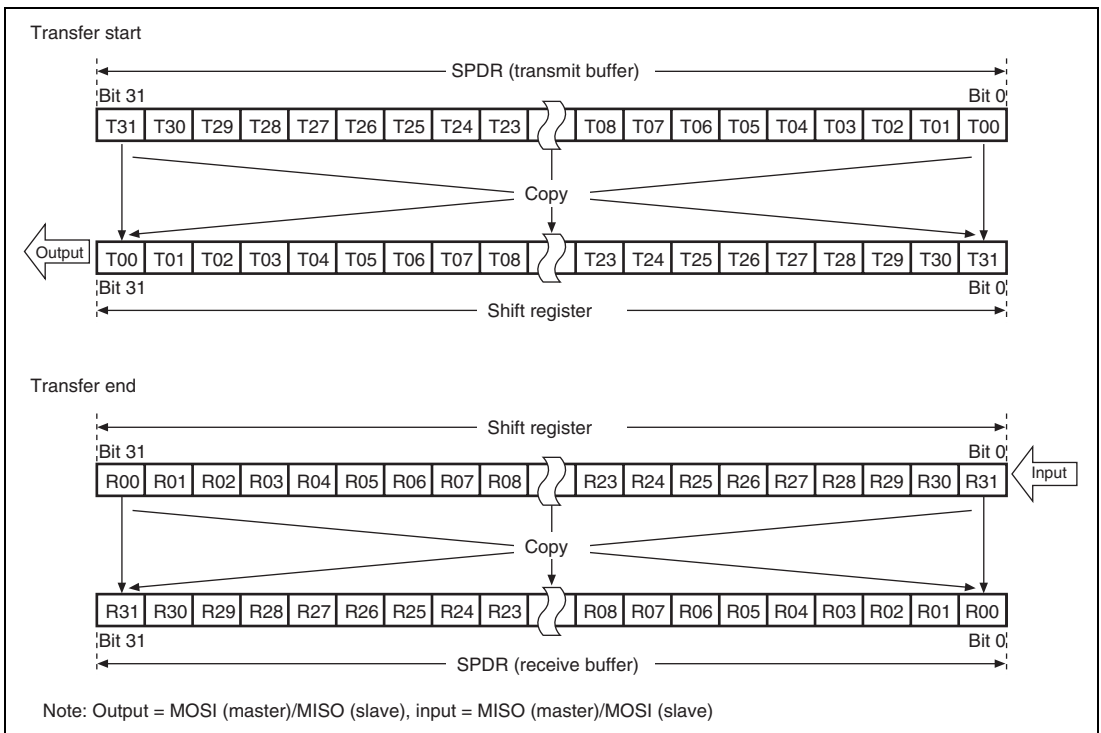 Transfer start
SPDR (transmit buffer)
Bit 31 Bit 0
T31 T30 T29 T28 T27 T26 T25 T24 T23 T08 T07 T06 T05 T04 T03 T02 T01 T00
Copy
Output
T00 T01 T02 T03 T04 T05 T06 T07 T08 T23 T24 T25 T26 T27 T28 T29 T30 T31
Bit 31 Bit 0
Shift register
Transfer end
Shift register
Bit 31 Bit 0
R00 R01 R02 R03 R04 R05 R06 R07 R08 R23 R24 R25 R26 R27 R28 R29 R30 R31
Input
Copy
R31 R30 R29 R28 R27 R26 R25 R24 R23 R08 R07 R06 R05 R04 R03 R02 R01 R00
Bit 31 Bit 0
SPDR (receive buffer)
Note: Output = MOSI (master)/MISO (slave), input = MISO (master)/MOSI (slave)